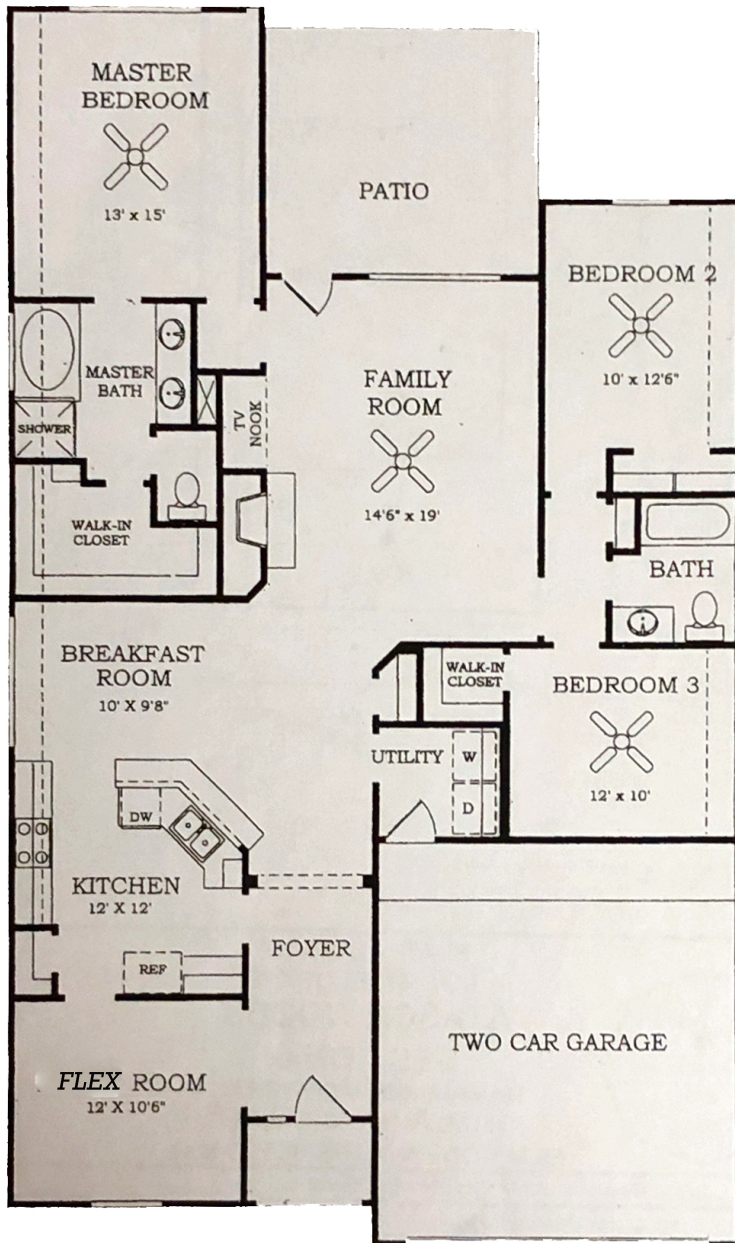 MASTER
BEDROOM
13' x 15'
PATIO
BEDROOM 2
10' x 12'6"
MASTER
BATH
SHOWER
TV
NOOK
FAMILY
ROOM
14'6" x 19'
WALK-IN
CLOSET
BATH
BREAKFAST
ROOM
10' X 9'8"
WALK-IN
CLOSET
BEDROOM 3
12' x 10'
UTILITY
W
D
DW
KITCHEN
12' X 12'
REF
FOYER
TWO CAR GARAGE
FLEX ROOM
12' X 10'6"